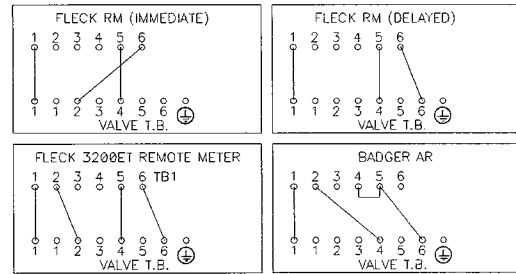 FLECK RM (IMMEDIATE)
1 2 3 4 5 6
1 1 2 3 4 5 6
VALVE T.B.
FLECK RM (DELAYED)
1 2 3 4 5 6
1 1 2 3 4 5 6
VALVE T.B.
FLECK 3200ET REMOTE METER
1 2 3 4 5 6 TB1
1 1 2 3 4 5 6
VALVE T.B.
BADGER AR
1 2 3 4 5 6
1 1 2 3 4 5 6
VALVE T.B.